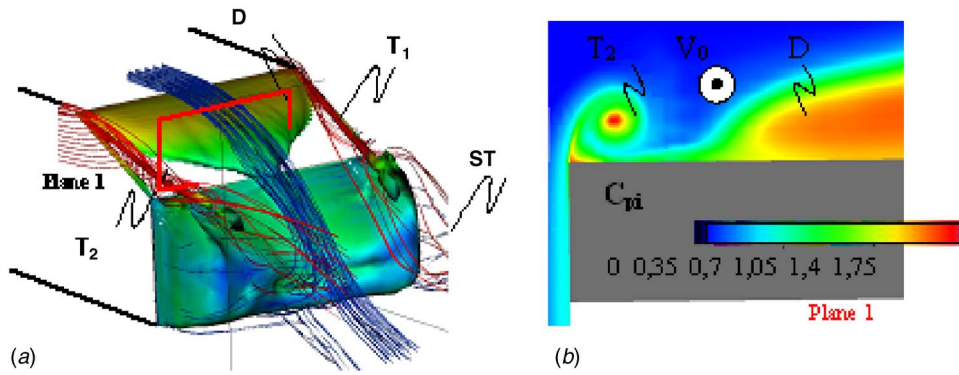 D
T₁
ST
Plane 1
T₂
(a)
T₂ V₀ D
Cₚᵢ
0 0,35 0,7 1,05 1,4 1,75
Plane 1
(b)